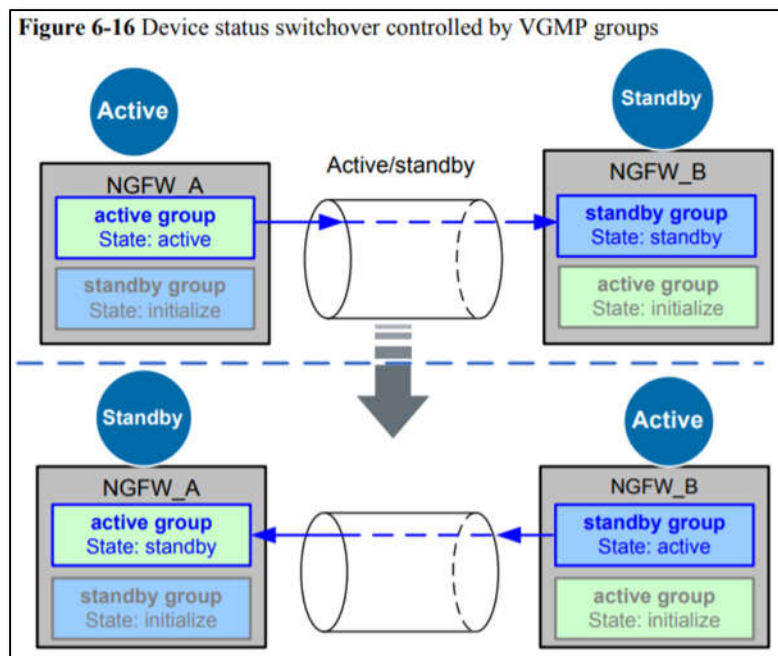 Figure 6-16 Device status switchover controlled by VGMP groups
Active
Standby
Active/standby
NGFW_A
active group
State: active
standby group
State: initialize
NGFW_B
standby group
State: standby
active group
State: initialize
Standby
Active
NGFW_A
active group
State: standby
standby group
State: initialize
NGFW_B
standby group
State: active
active group
State: initialize